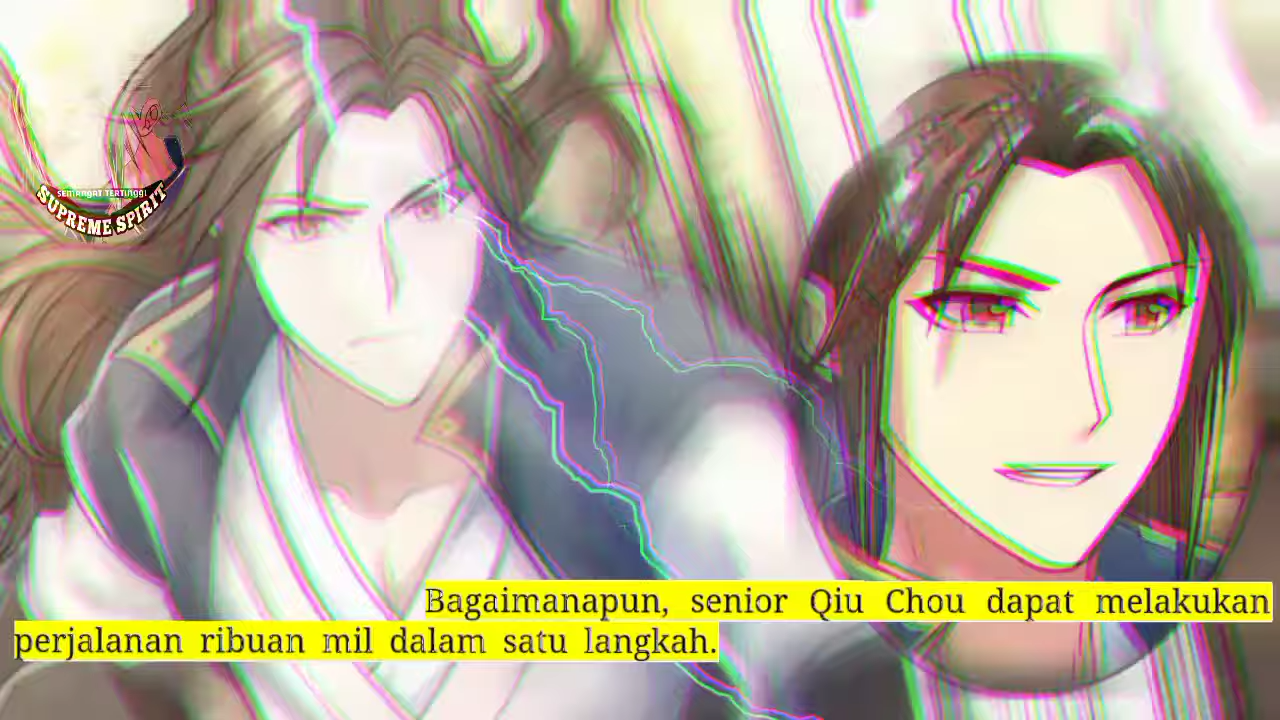 SEMANGAT TERTINGGI
SUPREME SPIRIT
Bagaimanapun, senior Qiu Chou dapat melakukan
perjalanan ribuan mil dalam satu langkah.